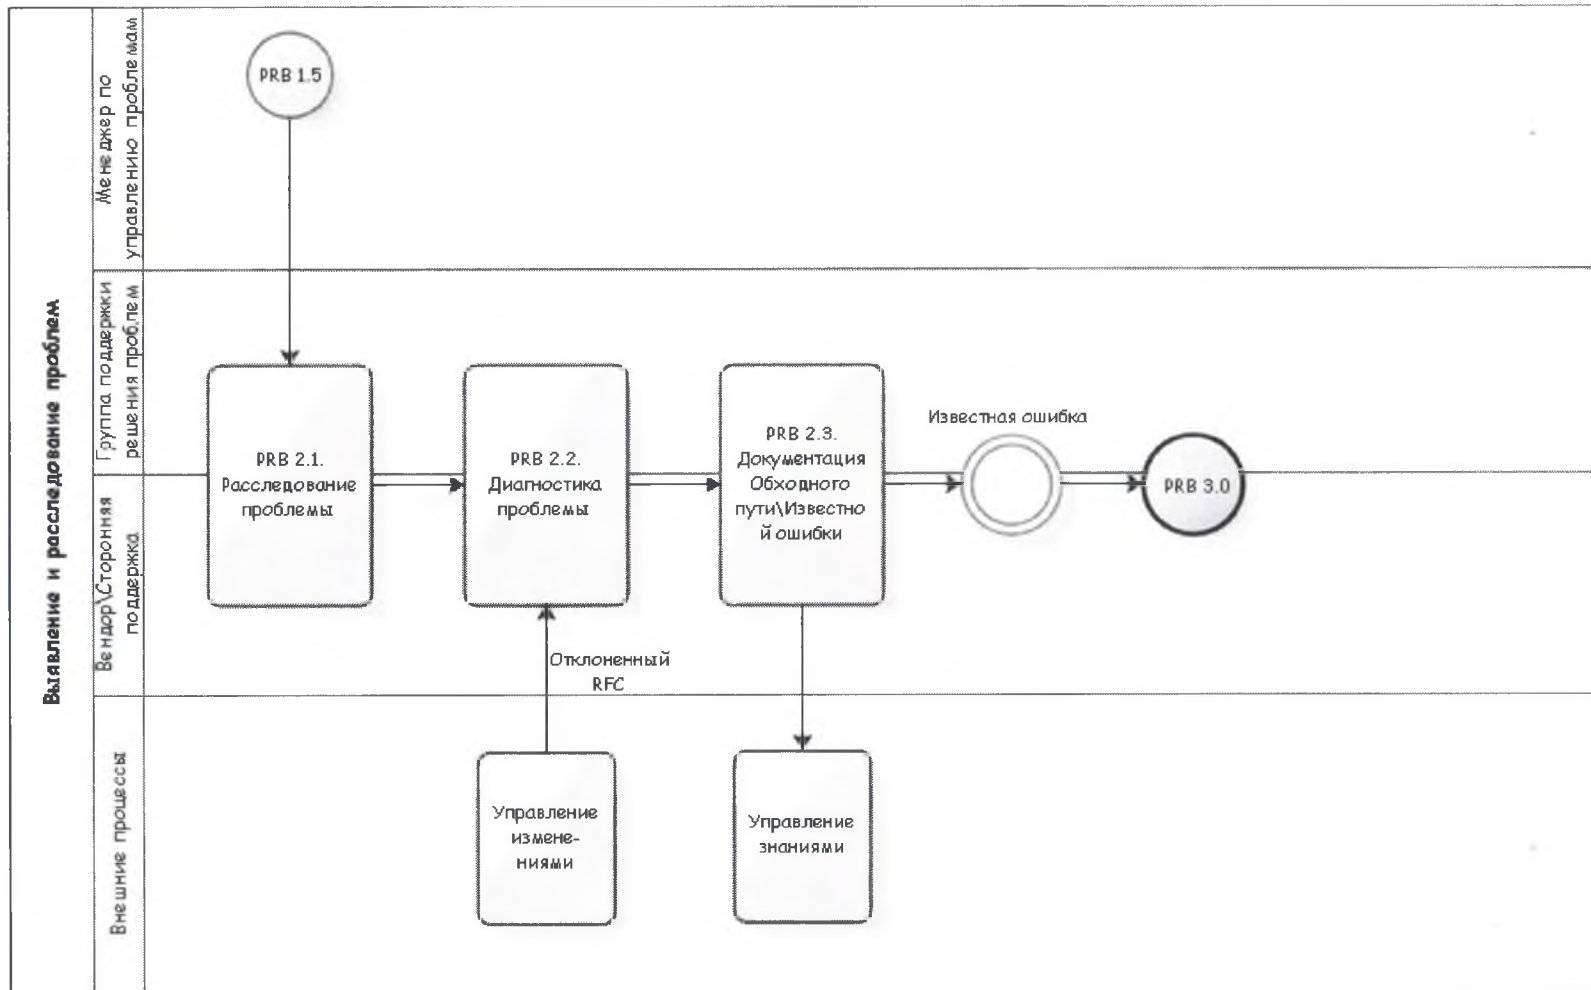 Выявление и расследование проблем
Менеджер по
управлению проблемам
PRB 1.5
Группа поддержки
решения проблем
Вендор\Сторонняя
поддержка
PRB 2.1.
Расследование
проблемы
PRB 2.2.
Диагностика
проблемы
PRB 2.3.
Документация
Обходного
пути\Известно
й ошибки
Известная ошибка
PRB 3.0
Отклоненный
RFC
Внешние процессы
Управление
измене-
ниями
Управление
знаниями